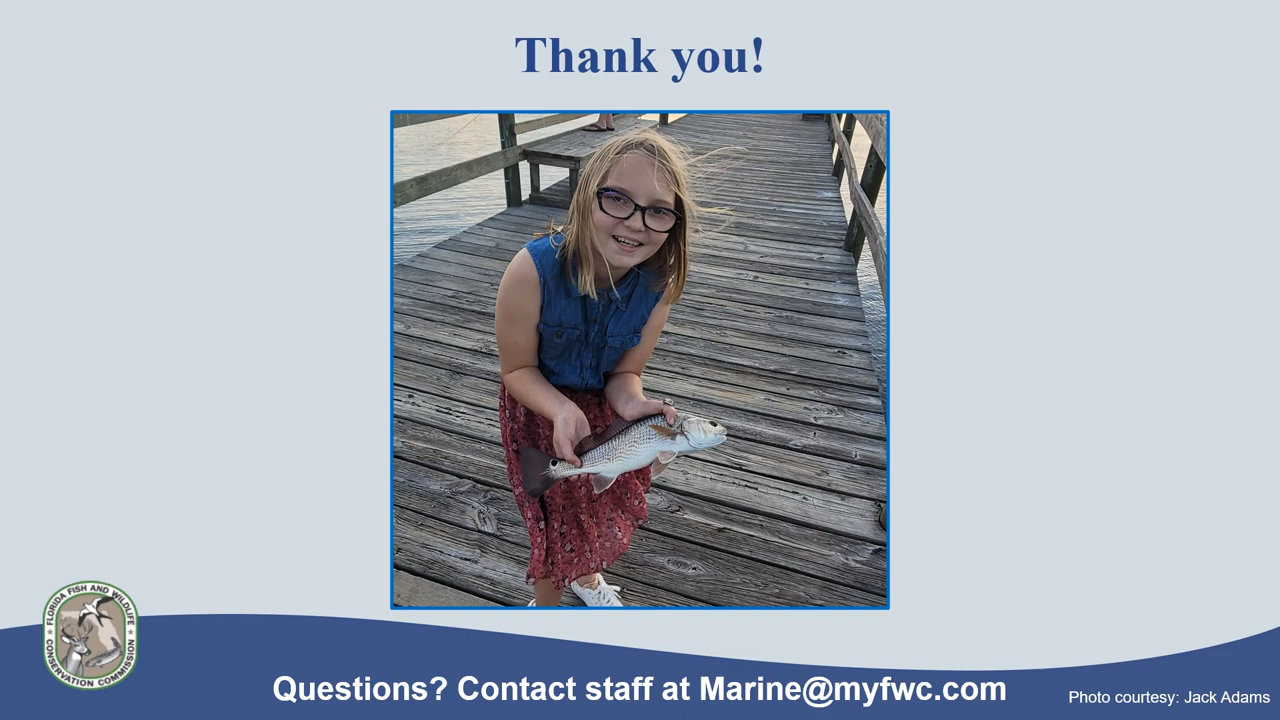 Thank you!
FLORIDA FISH AND WILDLIFE
CONSERVATION COMMISSION
Questions? Contact staff at Marine@myfwc.com
Photo courtesy: Jack Adams